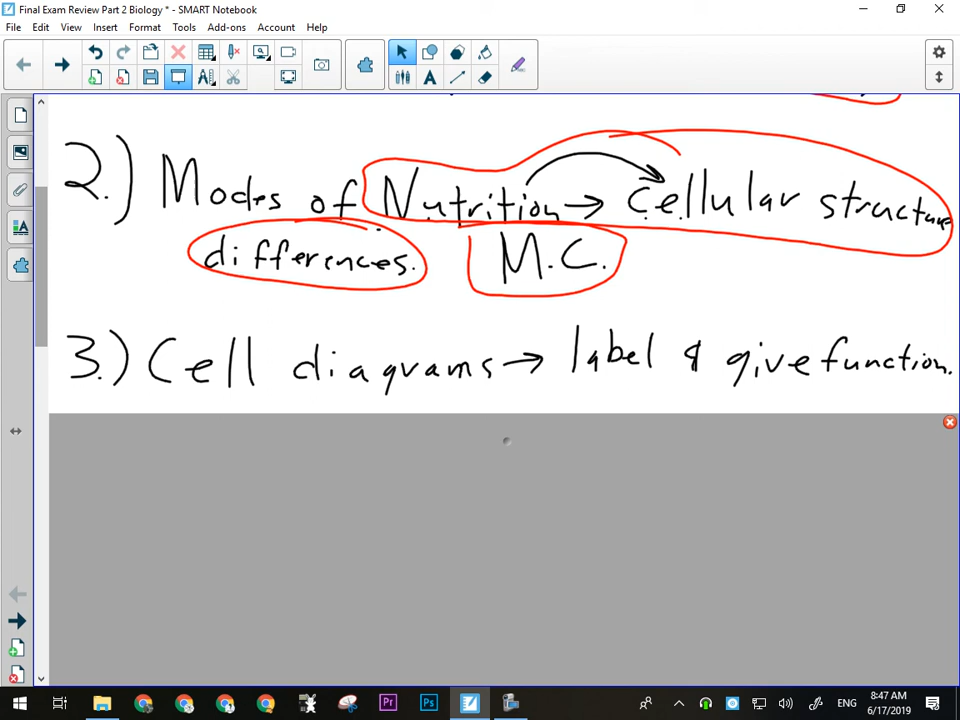 Final Exam Review Part 2 Biology * - SMART Notebook
File Edit View Insert Format Tools Add-ons Account Help
2.) Modes of Nutrition → Cellular structure
differences. M.C.
3.) Cell diagrams → label & give function.
Pr Ps ENG 8:47 AM
6/17/2019